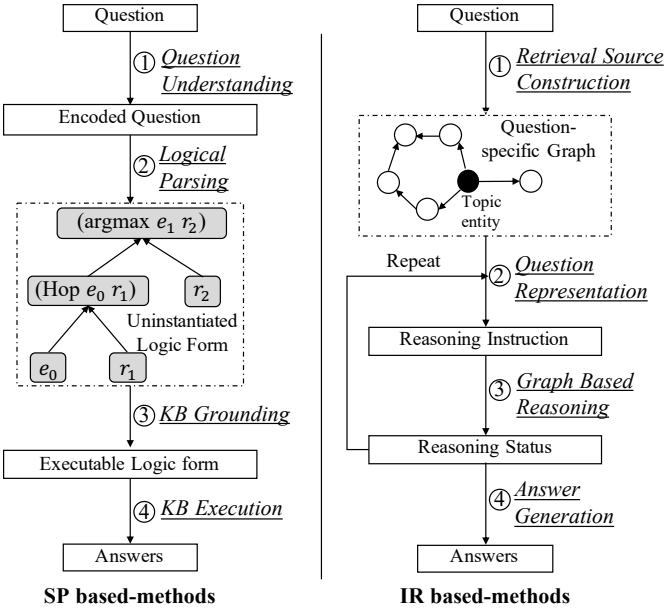 Question
① Question
Understanding
Encoded Question
② Logical
Parsing
(argmax e₁ r₂)
(Hop e₀ r₁)
r₂
Uninstantiated
Logic Form
e₀
r₁
③ KB Grounding
Executable Logic form
④ KB Execution
Answers
SP based-methods
Question
① Retrieval Source
Construction
Question-
specific Graph
Topic
entity
Repeat
② Question
Representation
Reasoning Instruction
③ Graph Based
Reasoning
Reasoning Status
④ Answer
Generation
Answers
IR based-methods